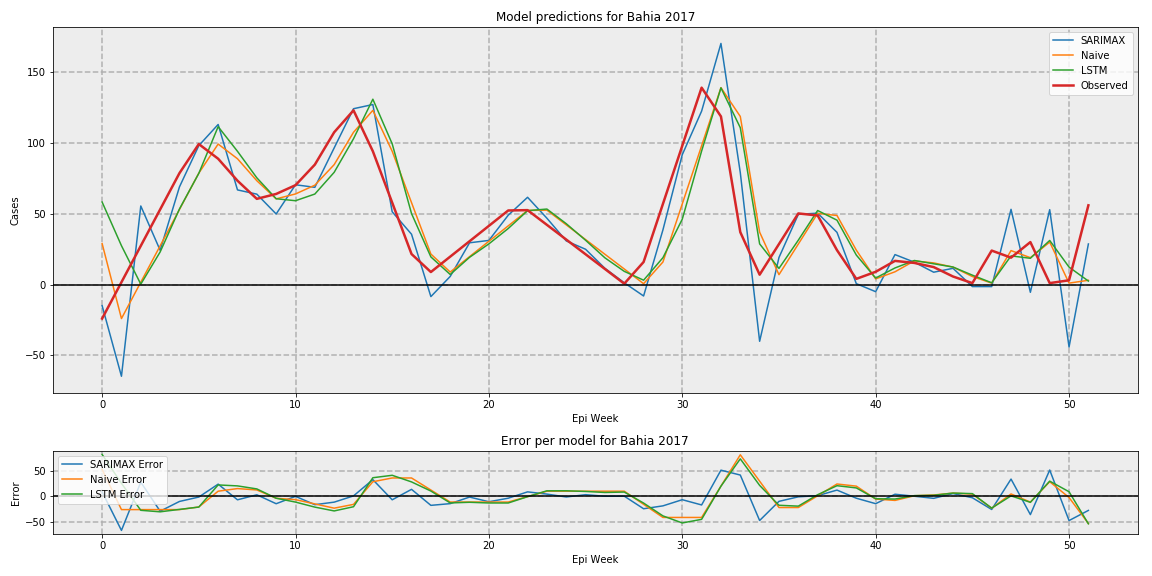 Model predictions for Bahia 2017
SARIMAX
Naive
LSTM
Observed
150
100
50
0
−50
Cases
0 10 20 30 40 50
Epi Week
Error per model for Bahia 2017
SARIMAX Error
Naive Error
LSTM Error
50
0
−50
Error
0 10 20 30 40 50
Epi Week